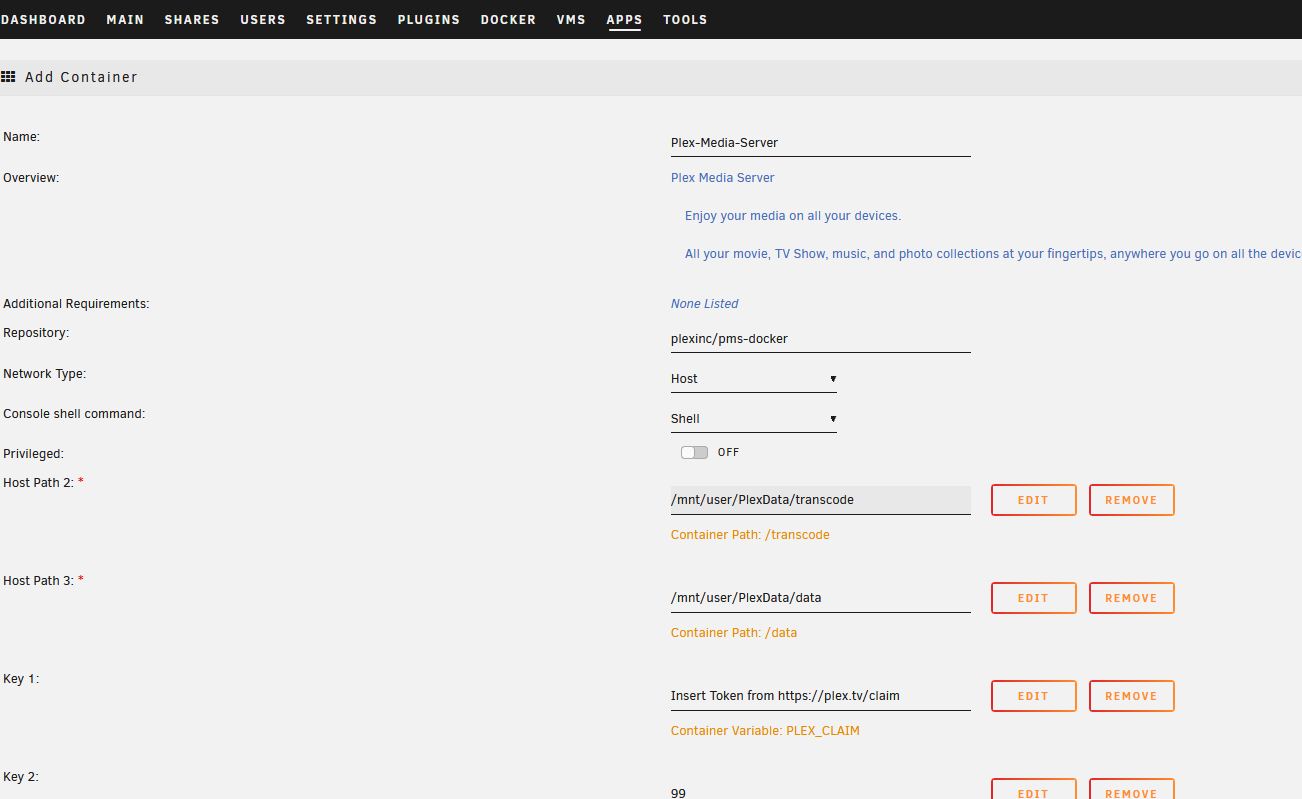 DASHBOARD MAIN SHARES USERS SETTINGS PLUGINS DOCKER VMS APPS TOOLS
Add Container
Name: Plex-Media-Server
Overview: Plex Media Server
Enjoy your media on all your devices.
All your movie, TV Show, music, and photo collections at your fingertips, anywhere you go on all the devic
Additional Requirements: None Listed
Repository: plexinc/pms-docker
Network Type: Host
Console shell command: Shell
Privileged: OFF
Host Path 2: * /mnt/user/PlexData/transcode EDIT REMOVE
Container Path: /transcode
Host Path 3: * /mnt/user/PlexData/data EDIT REMOVE
Container Path: /data
Key 1: Insert Token from https://plex.tv/claim EDIT REMOVE
Container Variable: PLEX_CLAIM
Key 2: 99 EDIT REMOVE